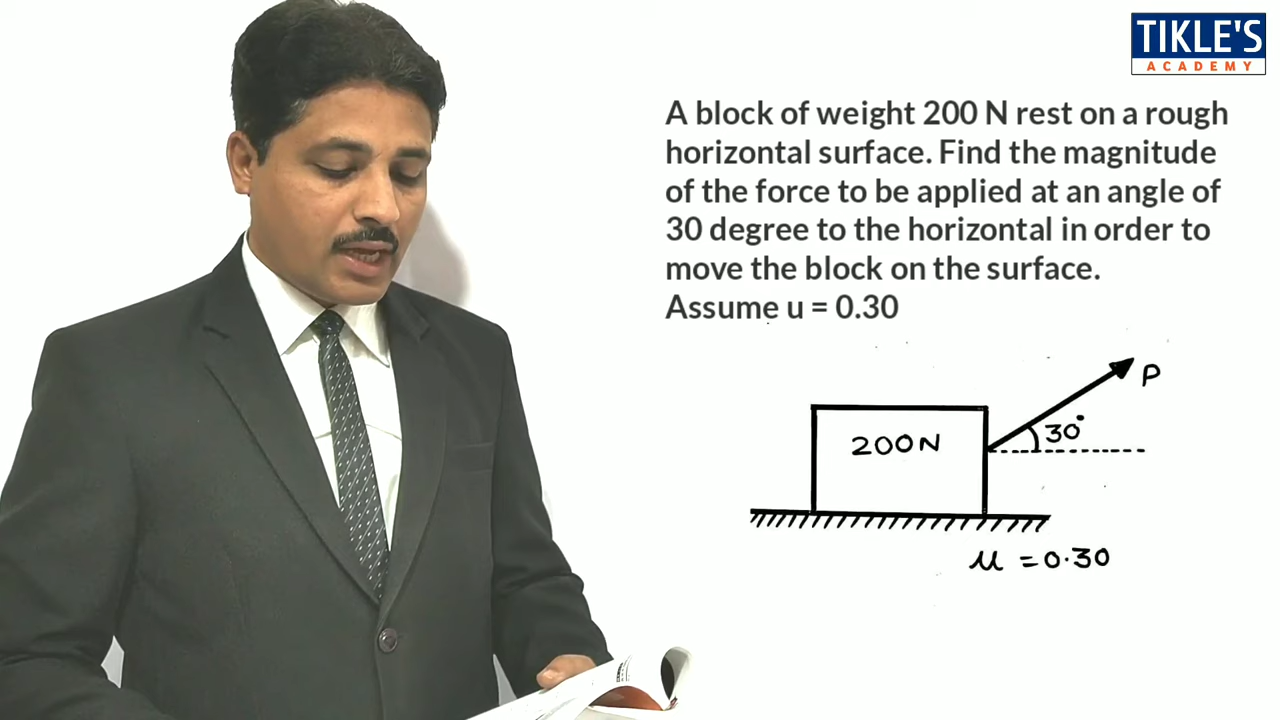 TIKLE'S
ACADEMY
A block of weight 200 N rest on a rough
horizontal surface. Find the magnitude
of the force to be applied at an angle of
30 degree to the horizontal in order to
move the block on the surface.
Assume u = 0.30
P
30°
200N
μ = 0.30